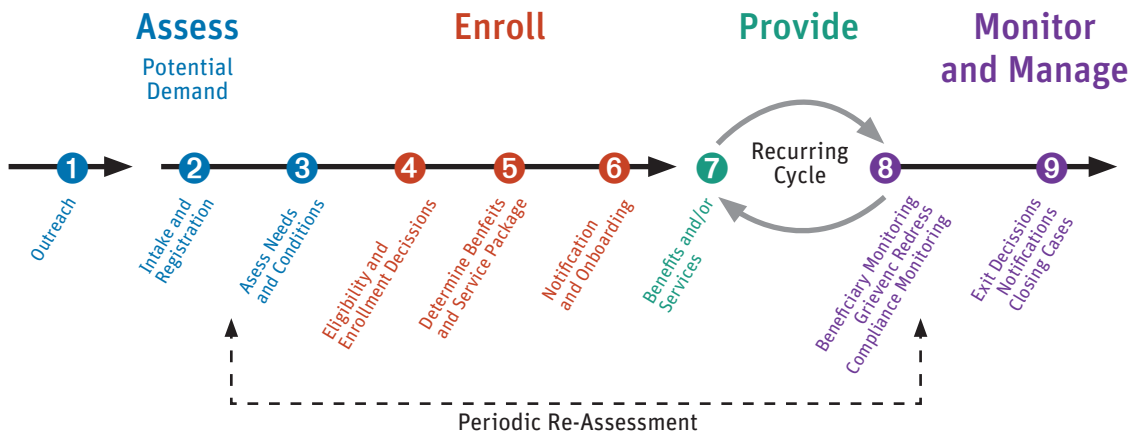 Assess
Potential
Demand
Enroll
Provide
Monitor
and Manage
1
2
3
4
5
6
7
Recurring
Cycle
8
9
Outreach
Intake and
Registration
Asess Needs
and Conditions
Eligibility and
Enrollment Decissions
Determine Benfeits
and Service Package
Notification
and Onboarding
Benefits and/or
Services
Beneficiary Monitoring
Grievenc Redress
Compliance Monitoring
Exit Decissions
Notifications
Closing Cases
Periodic Re-Assessment